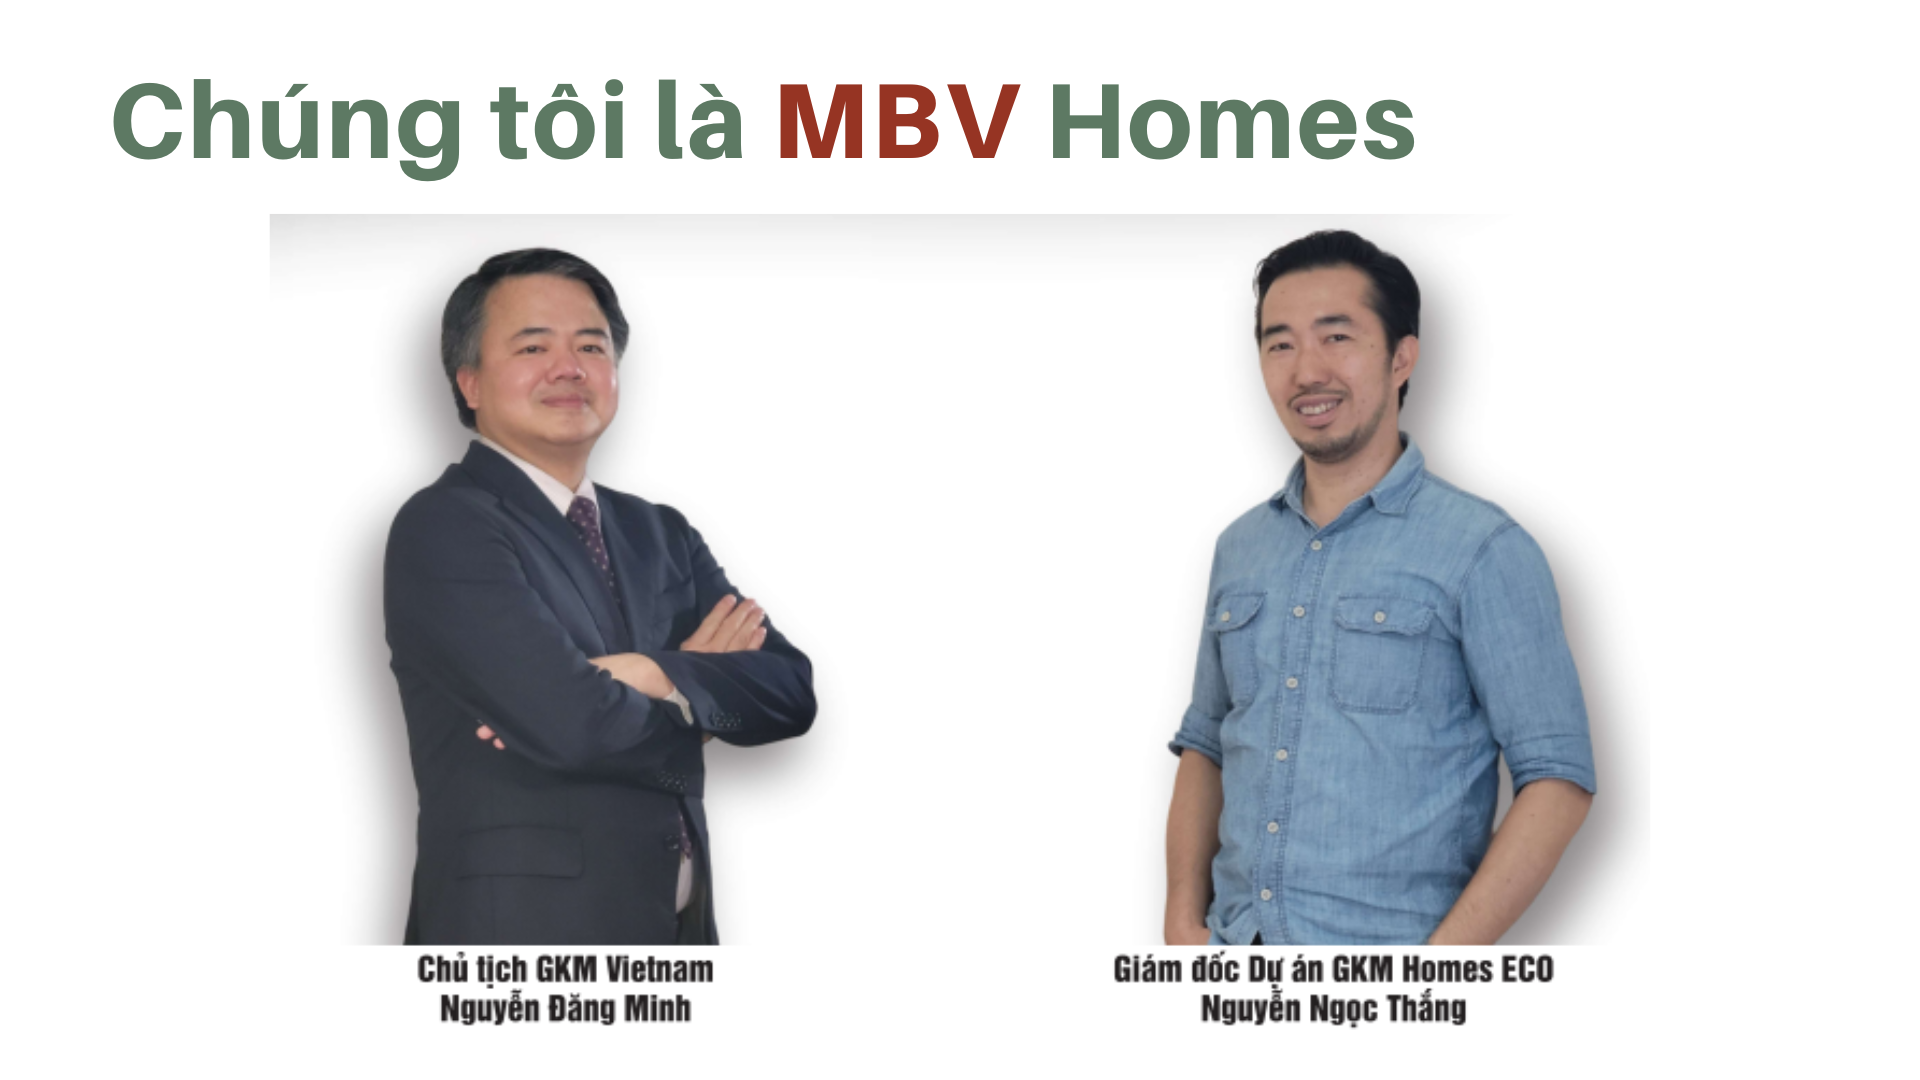 Chúng tôi là MBV Homes
Chủ tịch GKM Vietnam
Nguyễn Đăng Minh
Giám đốc Dự án GKM Homes ECO
Nguyễn Ngọc Thắng